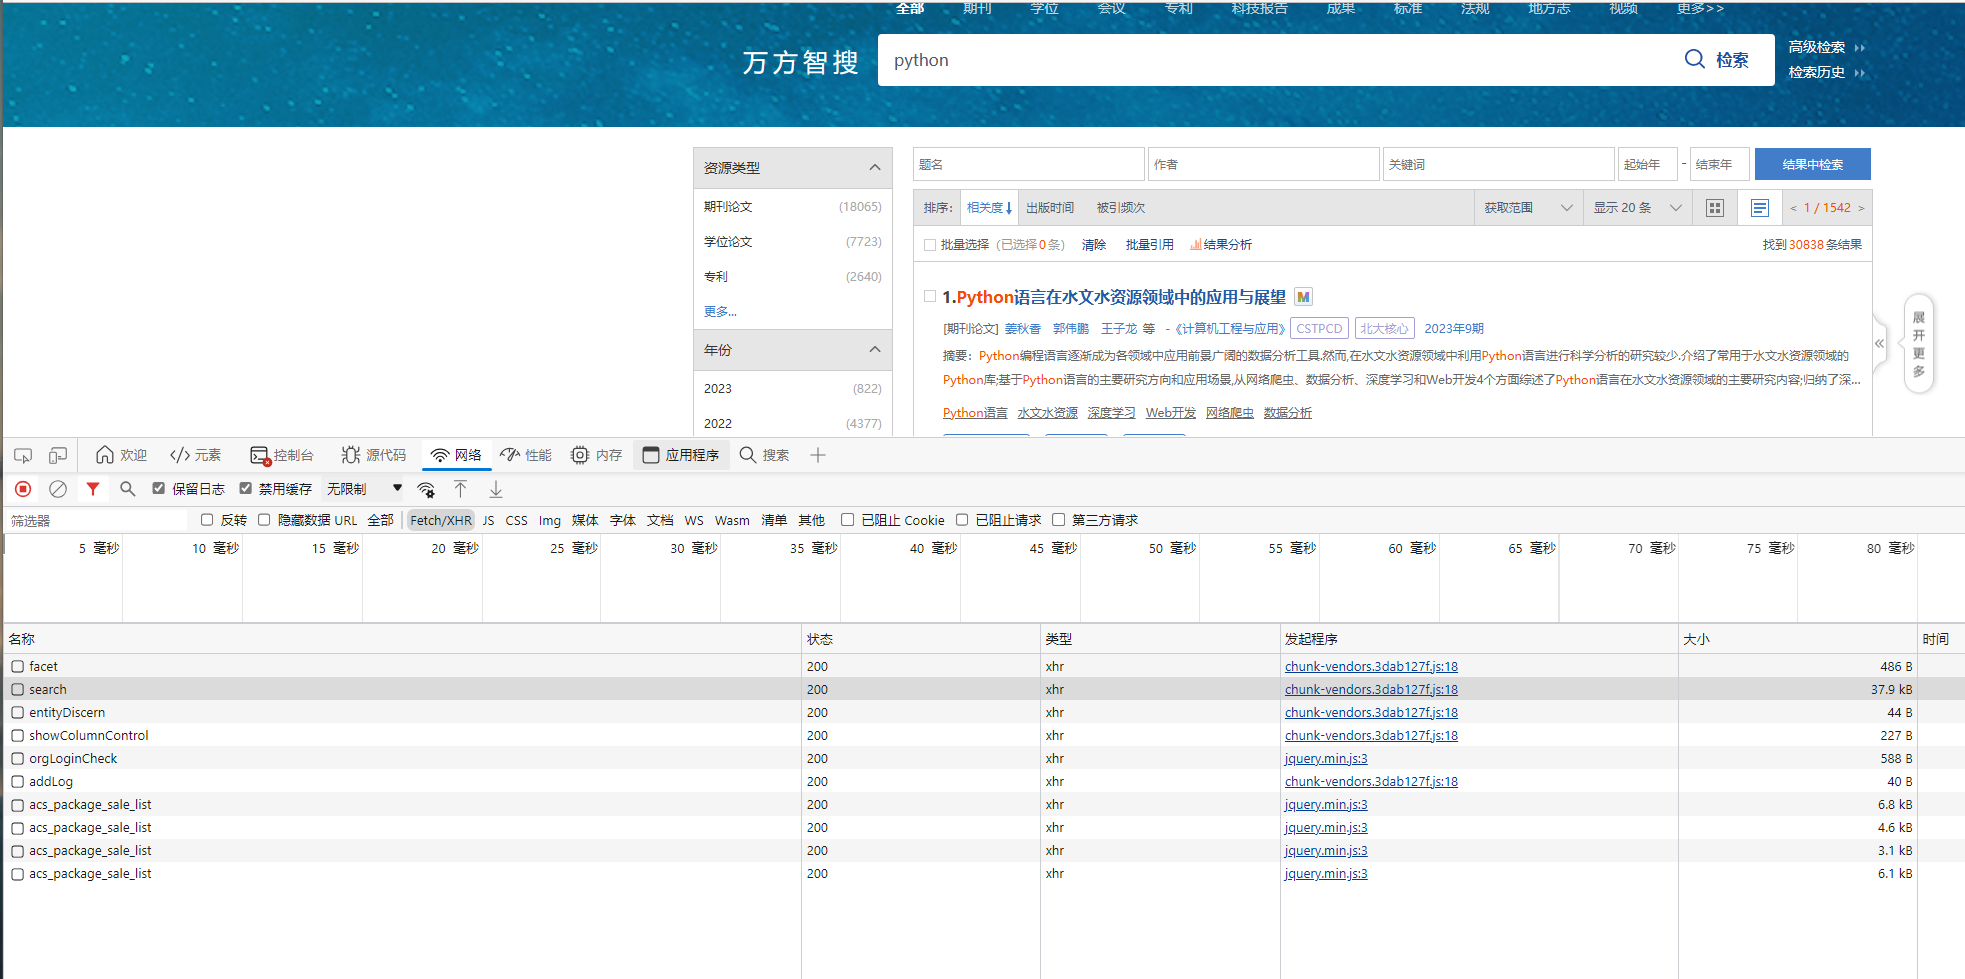 全部 期刊 学位 会议 专利 科技报告 成果 标准 法规 地方志 视频 更多>>
万方智搜 python 检索 高级检索
检索历史
资源类型 题名 作者 关键词 起始年 - 结束年 结果中检索
期刊论文 (18065) 排序: 相关度 出版时间 被引频次 获取范围 显示 20 条 < 1 / 1542 >
学位论文 (7723) 批量选择 (已选择0条) 清除 批量引用 结果分析 找到30838条结果
专利 (2640)
更多...
1.Python语言在水文水资源领域中的应用与展望 M
[期刊论文] 姜秋香 郭伟鹏 王子龙 等 -《计算机工程与应用》 CSTPCD 北大核心 2023年9期
年份 摘要: Python编程语言逐渐成为各领域中应用前景广阔的数据分析工具.然而,在水文水资源领域中利用Python语言进行科学分析的研究较少.介绍了常用于水文水资源领域的
2023 (822) Python库;基于Python语言的主要研究方向和应用场景,从网络爬虫、数据分析、深度学习和Web开发4个方面综述了Python语言在水文水资源领域的主要研究内容;归纳了深...
2022 (4377) Python语言 水文水资源 深度学习 Web开发 网络爬虫 数据分析
展开更多
欢迎 元素 控制台 源代码 网络 性能 内存 应用程序 搜索
保留日志 禁用缓存 无限制
筛选器 反转 隐藏数据 URL 全部 Fetch/XHR JS CSS Img 媒体 字体 文档 WS Wasm 清单 其他 已阻止 Cookie 已阻止请求 第三方请求
5 毫秒 10 毫秒 15 毫秒 20 毫秒 25 毫秒 30 毫秒 35 毫秒 40 毫秒 45 毫秒 50 毫秒 55 毫秒 60 毫秒 65 毫秒 70 毫秒 75 毫秒 80 毫秒
名称 状态 类型 发起程序 大小 时间
facet 200 xhr chunk-vendors.3dab127f.js:18 486 B
search 200 xhr chunk-vendors.3dab127f.js:18 37.9 kB
entityDiscern 200 xhr chunk-vendors.3dab127f.js:18 44 B
showColumnControl 200 xhr chunk-vendors.3dab127f.js:18 227 B
orgLoginCheck 200 xhr jquery.min.js:3 588 B
addLog 200 xhr chunk-vendors.3dab127f.js:18 40 B
acs_package_sale_list 200 xhr jquery.min.js:3 6.8 kB
acs_package_sale_list 200 xhr jquery.min.js:3 4.6 kB
acs_package_sale_list 200 xhr jquery.min.js:3 3.1 kB
acs_package_sale_list 200 xhr jquery.min.js:3 6.1 kB